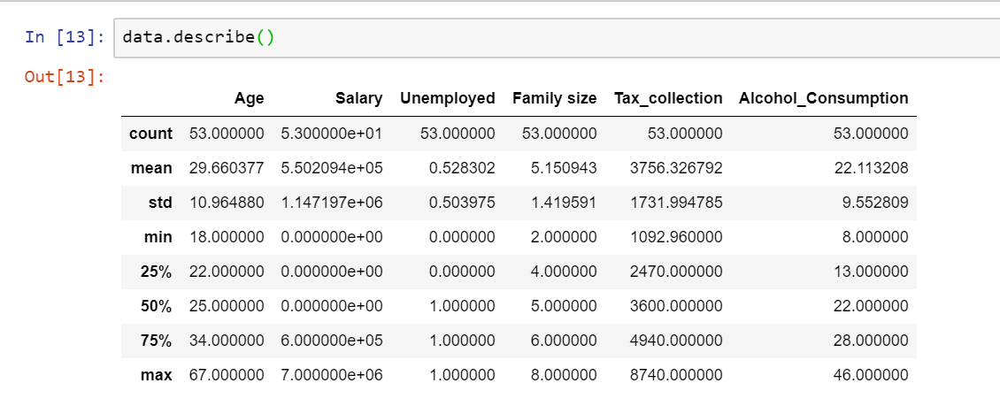 In [13]: data.describe()
Out[13]:
Age Salary Unemployed Family size Tax_collection Alcohol_Consumption
count 53.000000 5.300000e+01 53.000000 53.000000 53.000000 53.000000
mean 29.660377 5.502094e+05 0.528302 5.150943 3756.326792 22.113208
std 10.964880 1.147197e+06 0.503975 1.419591 1731.994785 9.552809
min 18.000000 0.000000e+00 0.000000 2.000000 1092.960000 8.000000
25% 22.000000 0.000000e+00 0.000000 4.000000 2470.000000 13.000000
50% 25.000000 0.000000e+00 1.000000 5.000000 3600.000000 22.000000
75% 34.000000 6.000000e+05 1.000000 6.000000 4940.000000 28.000000
max 67.000000 7.000000e+06 1.000000 8.000000 8740.000000 46.000000